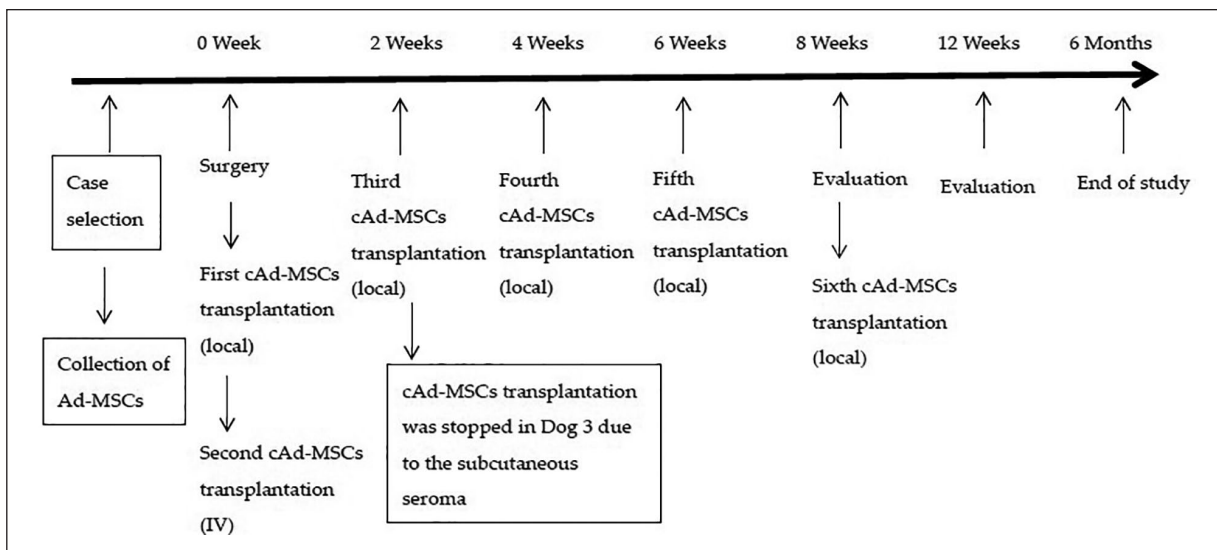 0 Week
2 Weeks
4 Weeks
6 Weeks
8 Weeks
12 Weeks
6 Months
Case
selection
Collection of
Ad-MSCs
Surgery
First cAd-MSCs
transplantation
(local)
Second cAd-MSCs
transplantation
(IV)
Third
cAd-MSCs
transplantation
(local)
cAd-MSCs transplantation
was stopped in Dog 3 due
to the subcutaneous
seroma
Fourth
cAd-MSCs
transplantation
(local)
Fifth
cAd-MSCs
transplantation
(local)
Evaluation
Sixth cAd-MSCs
transplantation
(local)
Evaluation
End of study